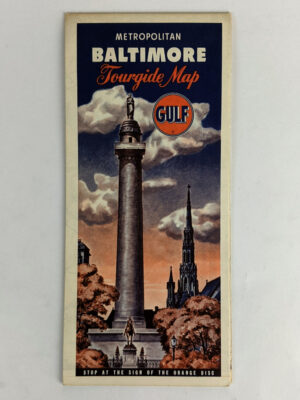 METROPOLITAN
BALTIMORE
Tourgide Map
GULF
STOP AT THE SIGN OF THE ORANGE DISC